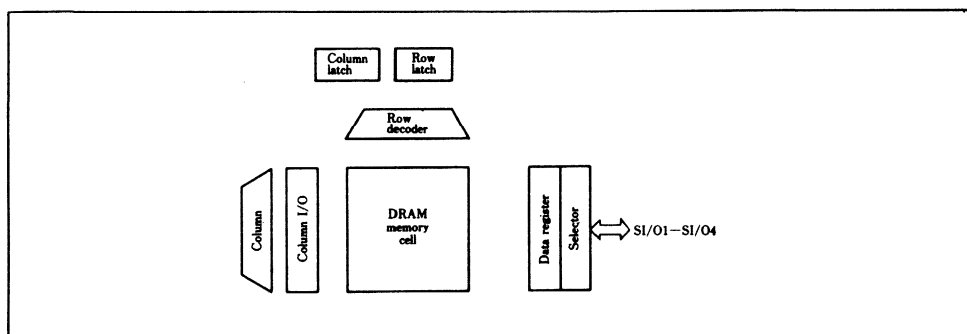 Column
latch
Row
latch
Row
decoder
Column
Column I/O
DRAM
memory
cell
Data register
Selector
SI/O1−SI/O4